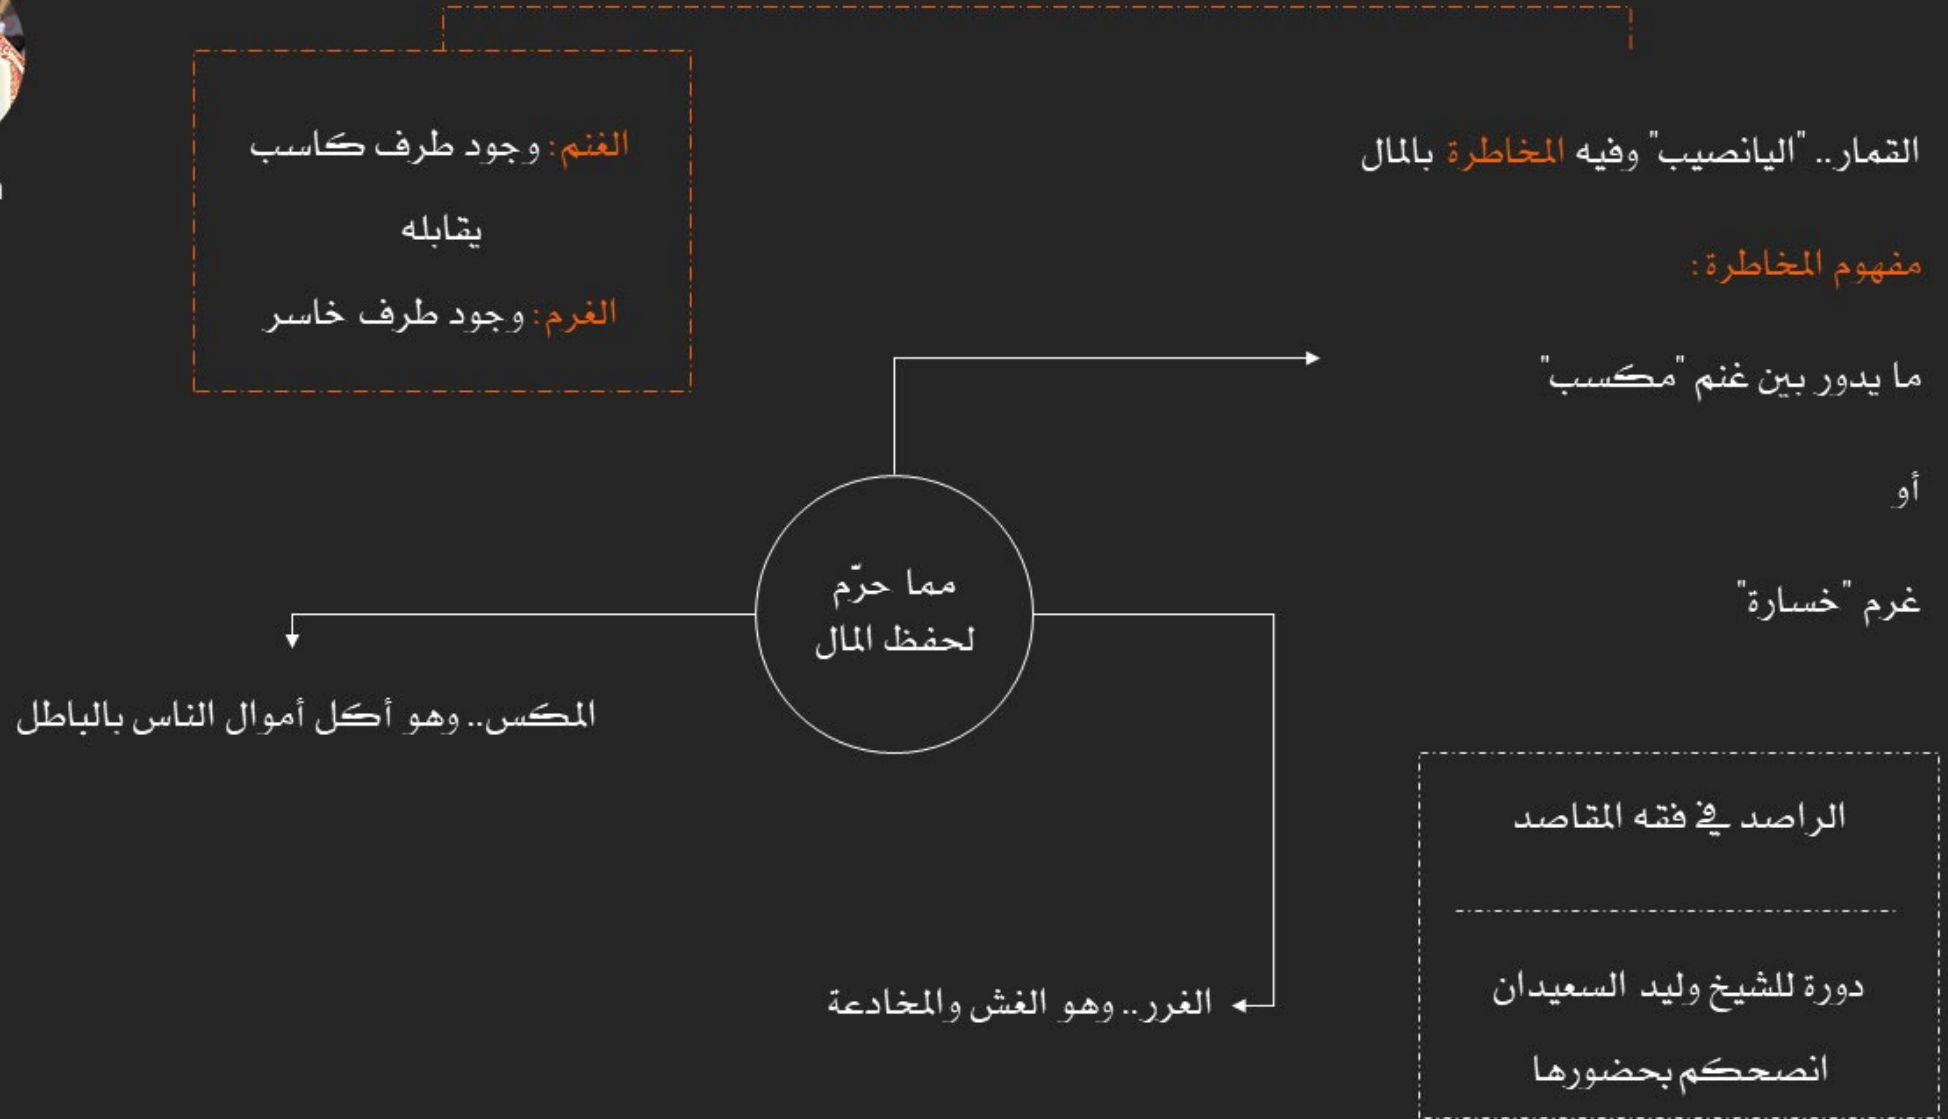 القمار.. "اليانصيب" وفيه المخاطرة بالمال
مفهوم المخاطرة:
ما يدور بين غنم "مكسب"
أو
غرم "خسارة"
الغنم: وجود طرف كاسب
يقابله
الغرم: وجود طرف خاسر
مما حرّم
لحفظ المال
المكس.. وهو أكل أموال الناس بالباطل
الغرر.. وهو الغش والمخادعة
الراصد في فقه المقاصد
دورة للشيخ وليد السعيدان
انصحكم بحضورها